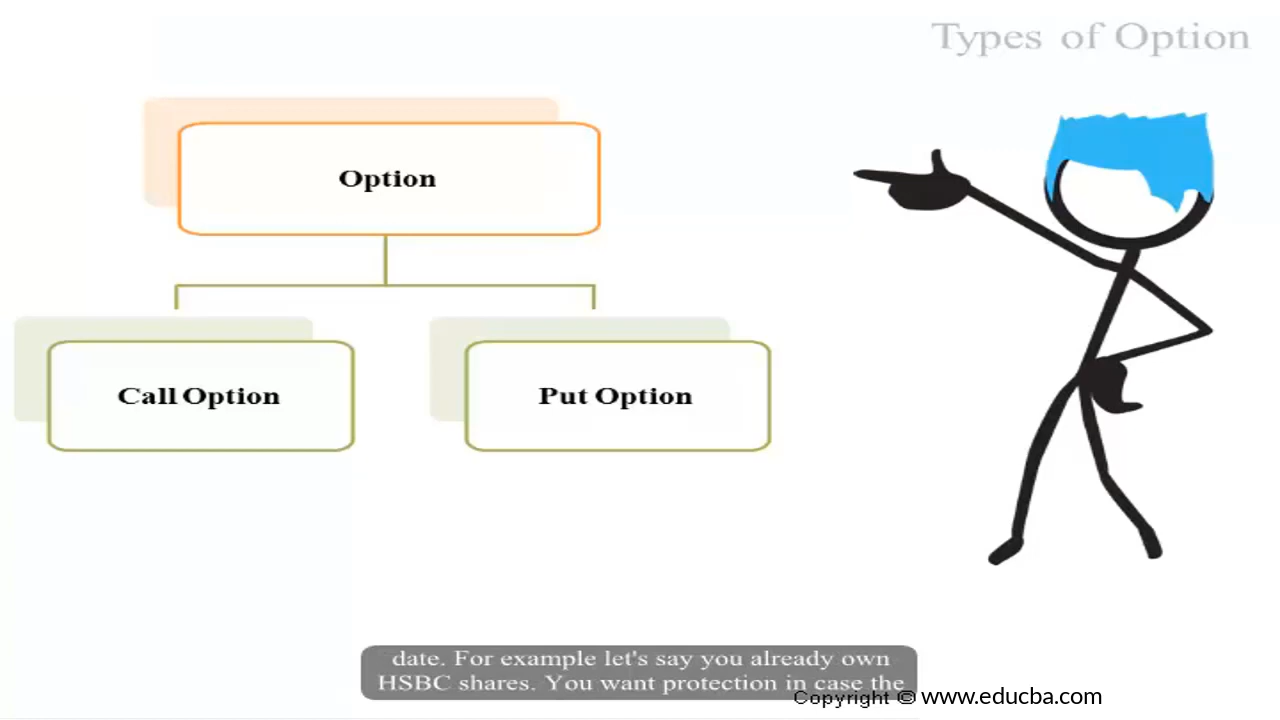 Types of Option
Option
Call Option
Put Option
date. For example let's say you already own
HSBC shares. You want protection in case the
Copyright © www.educba.com